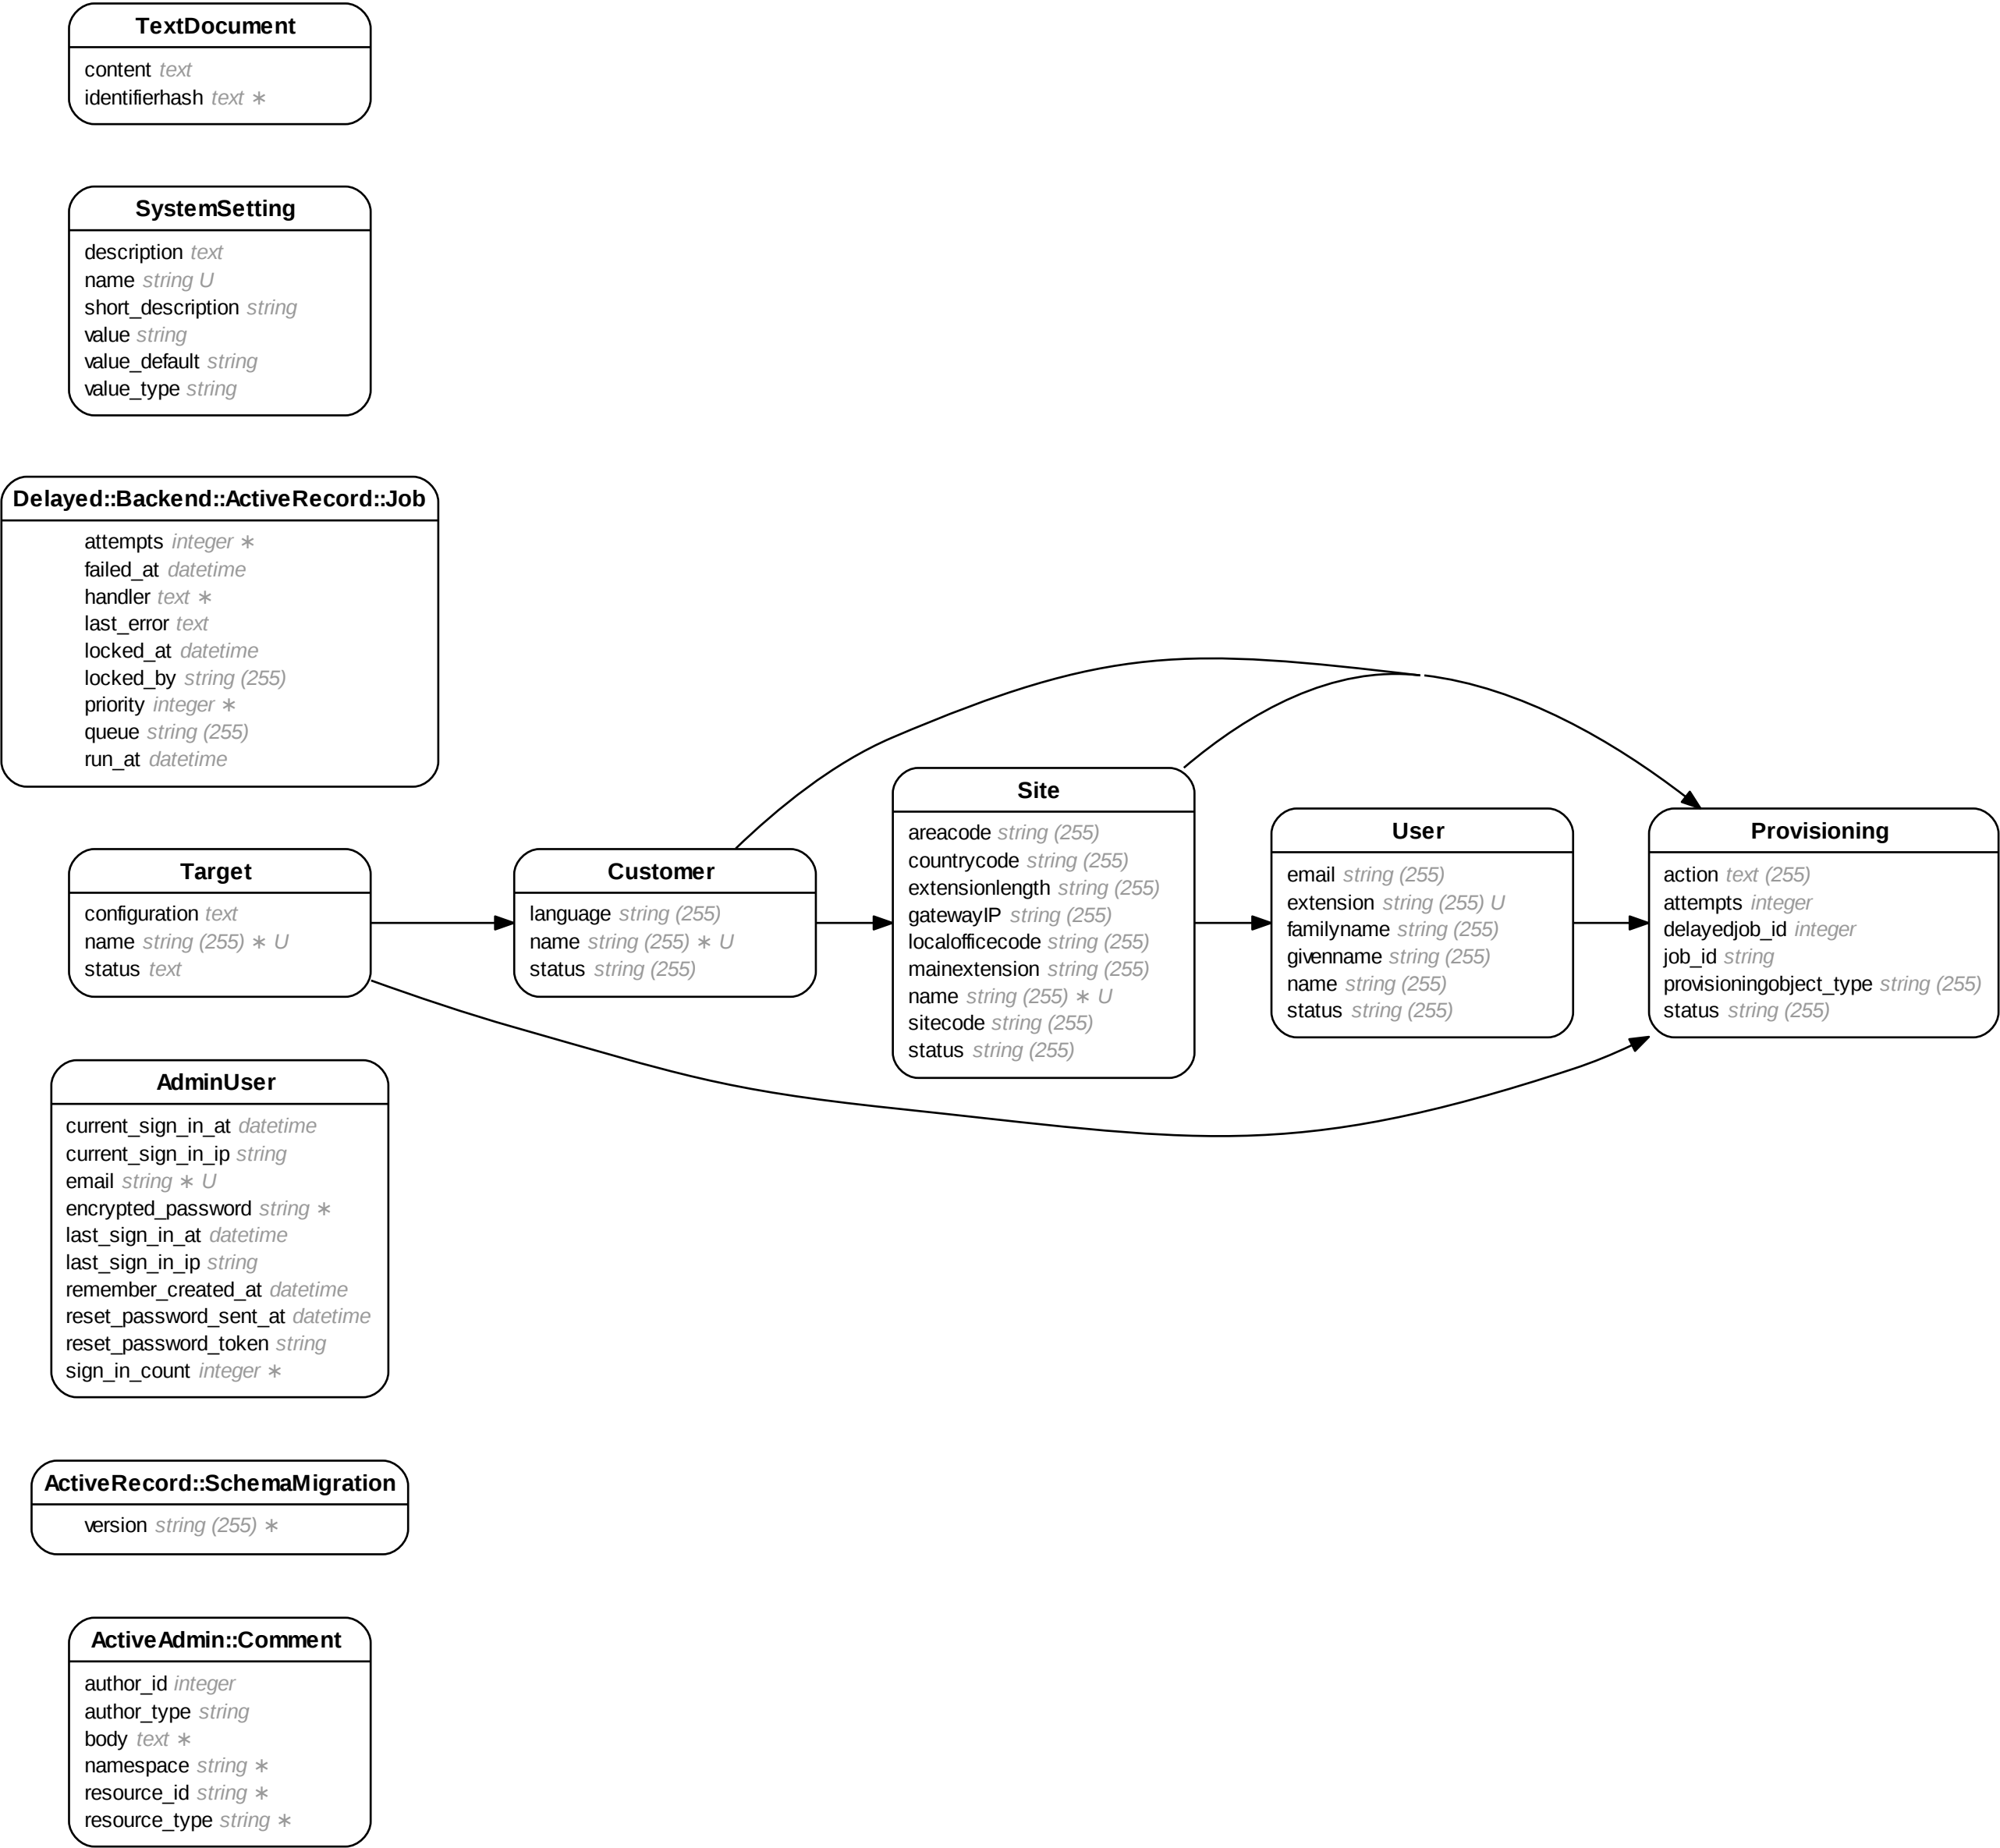 TextDocument
content text
identifierhash text ∗
SystemSetting
description text
name string U
short_description string
value string
value_default string
value_type string
Delayed::Backend::ActiveRecord::Job
attempts integer ∗
failed_at datetime
handler text ∗
last_error text
locked_at datetime
locked_by string (255)
priority integer ∗
queue string (255)
run_at datetime
Target
configuration text
name string (255) ∗ U
status text
Customer
language string (255)
name string (255) ∗ U
status string (255)
Site
areacode string (255)
countrycode string (255)
extensionlength string (255)
gatewayIP string (255)
localofficecode string (255)
mainextension string (255)
name string (255) ∗ U
sitecode string (255)
status string (255)
User
email string (255)
extension string (255) U
familyname string (255)
givenname string (255)
name string (255)
status string (255)
Provisioning
action text (255)
attempts integer
delayedjob_id integer
job_id string
provisioningobject_type string (255)
status string (255)
AdminUser
current_sign_in_at datetime
current_sign_in_ip string
email string ∗ U
encrypted_password string ∗
last_sign_in_at datetime
last_sign_in_ip string
remember_created_at datetime
reset_password_sent_at datetime
reset_password_token string
sign_in_count integer ∗
ActiveRecord::SchemaMigration
version string (255) ∗
ActiveAdmin::Comment
author_id integer
author_type string
body text ∗
namespace string ∗
resource_id string ∗
resource_type string ∗